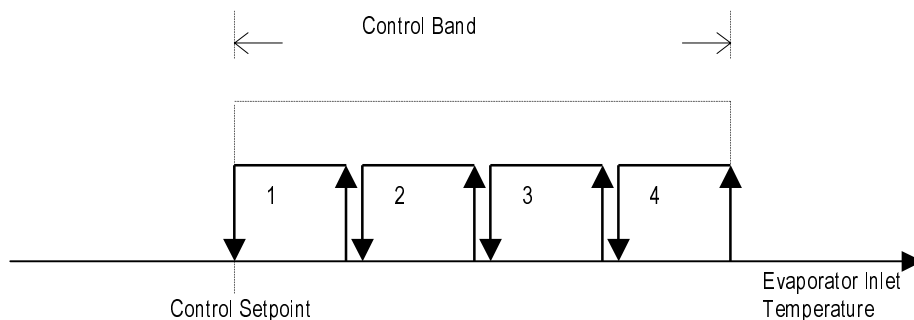 Control Band
1
2
3
4
Evaporator Inlet
Temperature
Control Setpoint